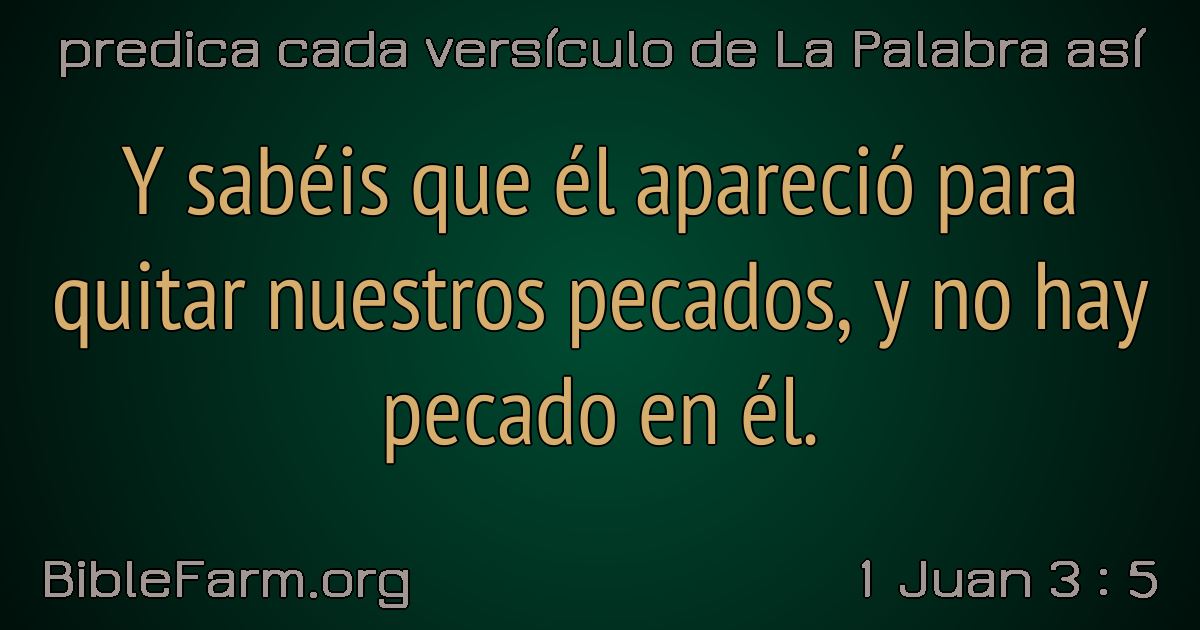 predica cada versículo de La Palabra así
Y sabéis que él apareció para
quitar nuestros pecados, y no hay
pecado en él.
BibleFarm.org
1 Juan 3 : 5